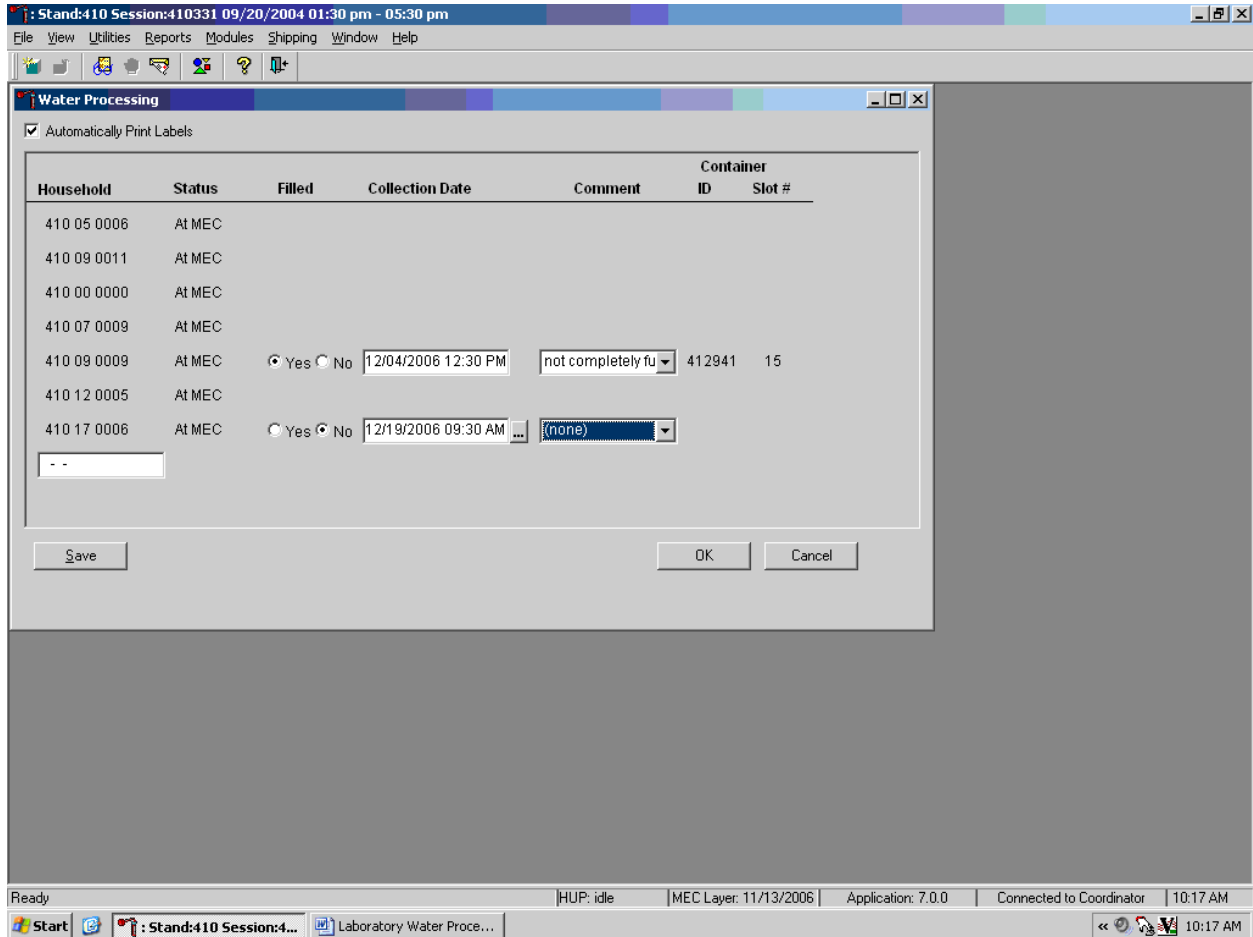 : Stand:410 Session:410331 09/20/2004 01:30 pm - 05:30 pm
File View Utilities Reports Modules Shipping Window Help
Water Processing
Automatically Print Labels
Container
Household Status Filled Collection Date Comment ID Slot #
410 05 0006 At MEC
410 09 0011 At MEC
410 00 0000 At MEC
410 07 0009 At MEC
410 09 0009 At MEC Yes No 12/04/2006 12:30 PM not completely fu 412941 15
410 12 0005 At MEC
410 17 0006 At MEC Yes No 12/19/2006 09:30 AM ... (none)
- -
Save OK Cancel
Ready HUP: idle MEC Layer: 11/13/2006 Application: 7.0.0 Connected to Coordinator 10:17 AM
Start : Stand:410 Session:4... Laboratory Water Proce... « 10:17 AM